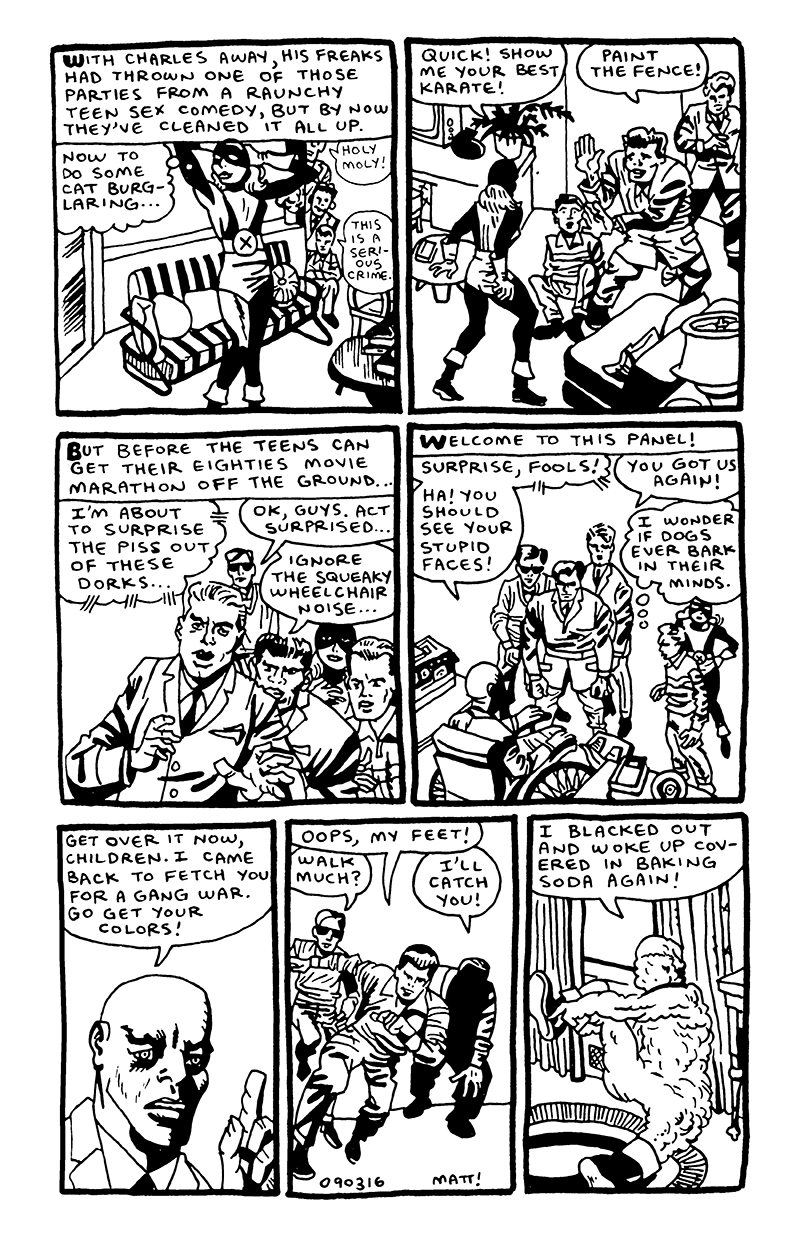 WITH CHARLES AWAY, HIS FREAKS
HAD THROWN ONE OF THOSE
PARTIES FROM A RAUNCHY
TEEN SEX COMEDY, BUT BY NOW
THEY'VE CLEANED IT ALL UP.
NOW TO
DO SOME
CAT BURG-
LARING...
HOLY
MOLY!
THIS
IS A
SERI-
OUS
CRIME.
X
QUICK! SHOW
ME YOUR BEST
KARATE!
PAINT
THE FENCE!
BUT BEFORE THE TEENS CAN
GET THEIR EIGHTIES MOVIE
MARATHON OFF THE GROUND...
I'M ABOUT
TO SURPRISE
THE PISS OUT
OF THESE
DORKS...
OK, GUYS. ACT
SURPRISED...
IGNORE
THE SQUEAKY
WHEELCHAIR
NOISE...
WELCOME TO THIS PANEL!
SURPRISE, FOOLS!
HA! YOU
SHOULD
SEE YOUR
STUPID
FACES!
YOU GOT US
AGAIN!
I WONDER
IF DOGS
EVER BARK
IN THEIR
MINDS.
GET OVER IT NOW,
CHILDREN. I CAME
BACK TO FETCH YOU
FOR A GANG WAR.
GO GET YOUR
COLORS!
OOPS, MY FEET!
WALK
MUCH?
I'LL
CATCH
YOU!
090316 MATT!
I BLACKED OUT
AND WOKE UP COV-
ERED IN BAKING
SODA AGAIN!